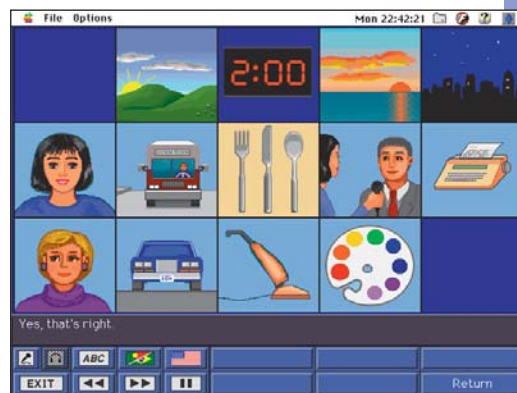 File Options Mon 22:42:21
2:00
Yes, that's right.
ABC
EXIT Return